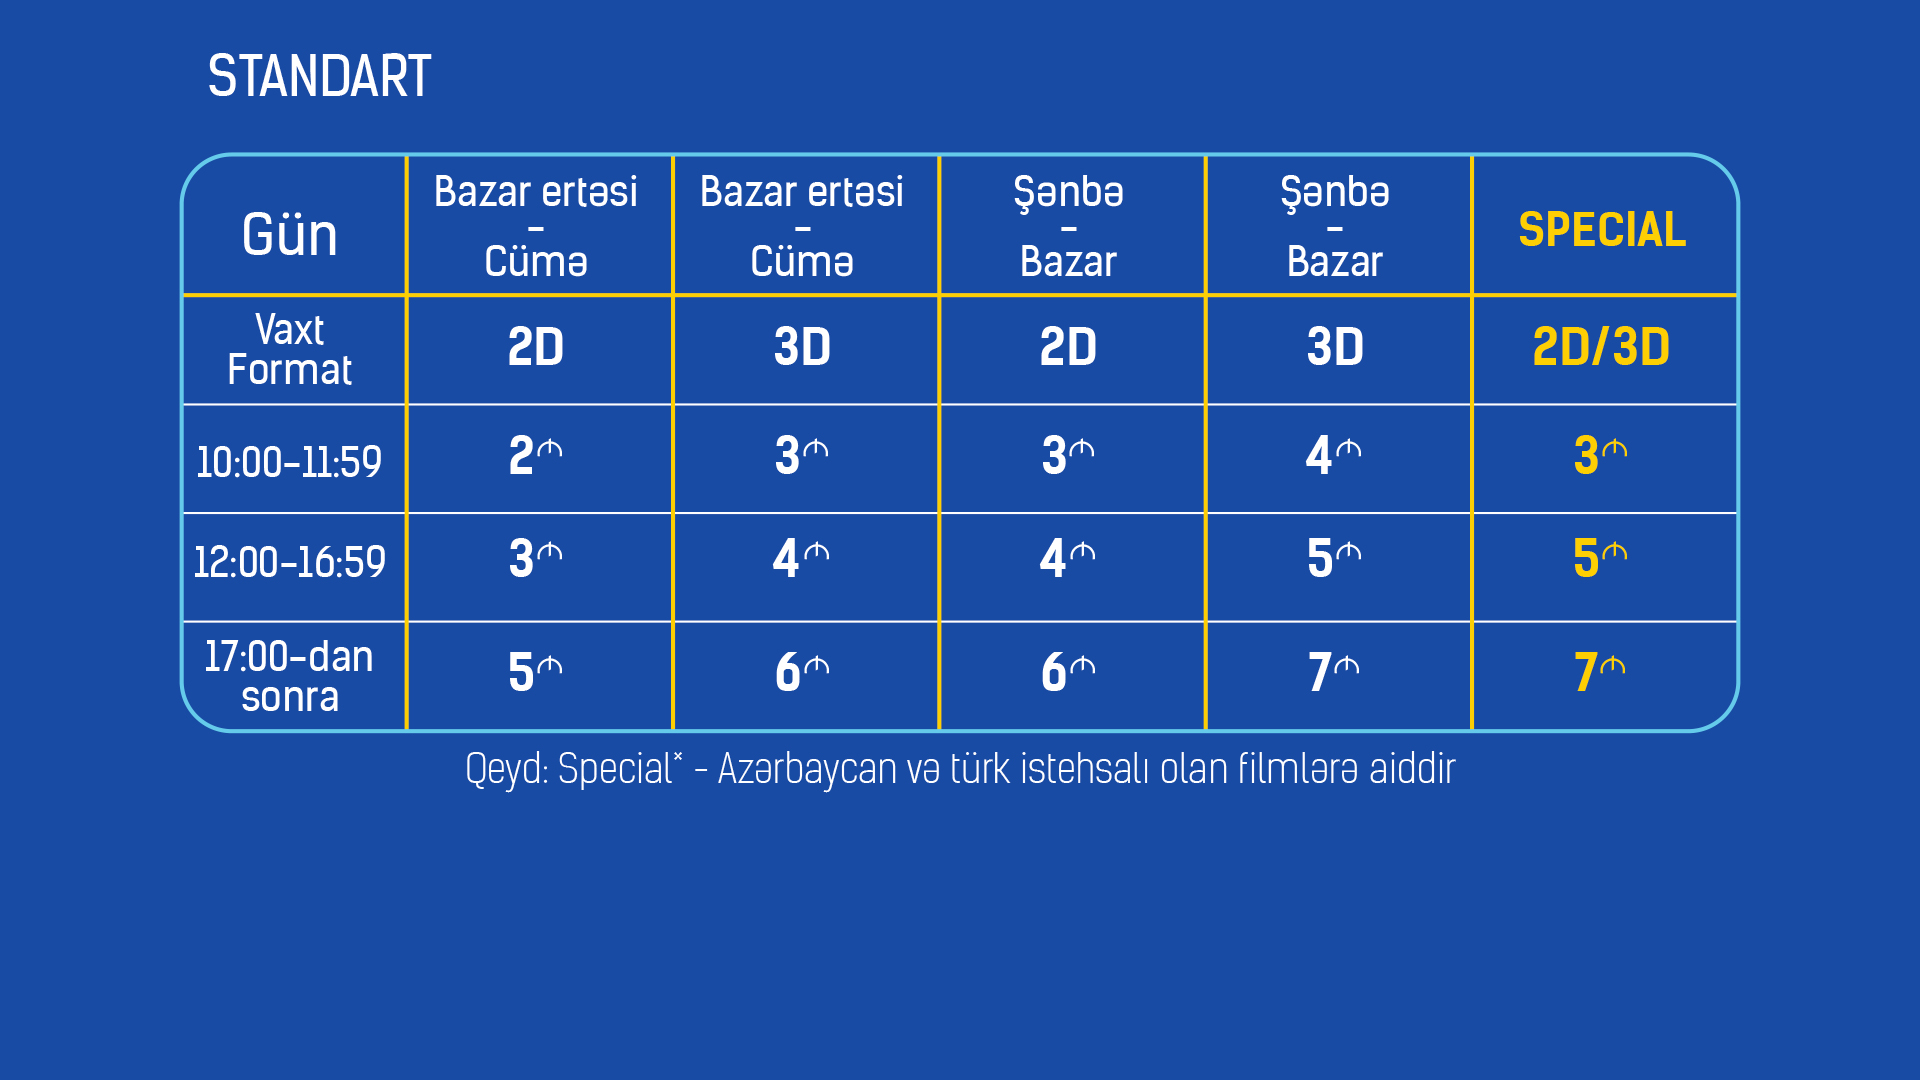 STANDART
Gün
Bazar ertəsi
–
Cümə
Bazar ertəsi
–
Cümə
Şənbə
–
Bazar
Şənbə
–
Bazar
SPECIAL
Vaxt
Format
2D
3D
2D
3D
2D/3D
10:00-11:59
2₼
3₼
3₼
4₼
3₼
12:00-16:59
3₼
4₼
4₼
5₼
5₼
17:00-dan
sonra
5₼
6₼
6₼
7₼
7₼
Qeyd: Special* - Azərbaycan və türk istehsalı olan filmlərə aiddir